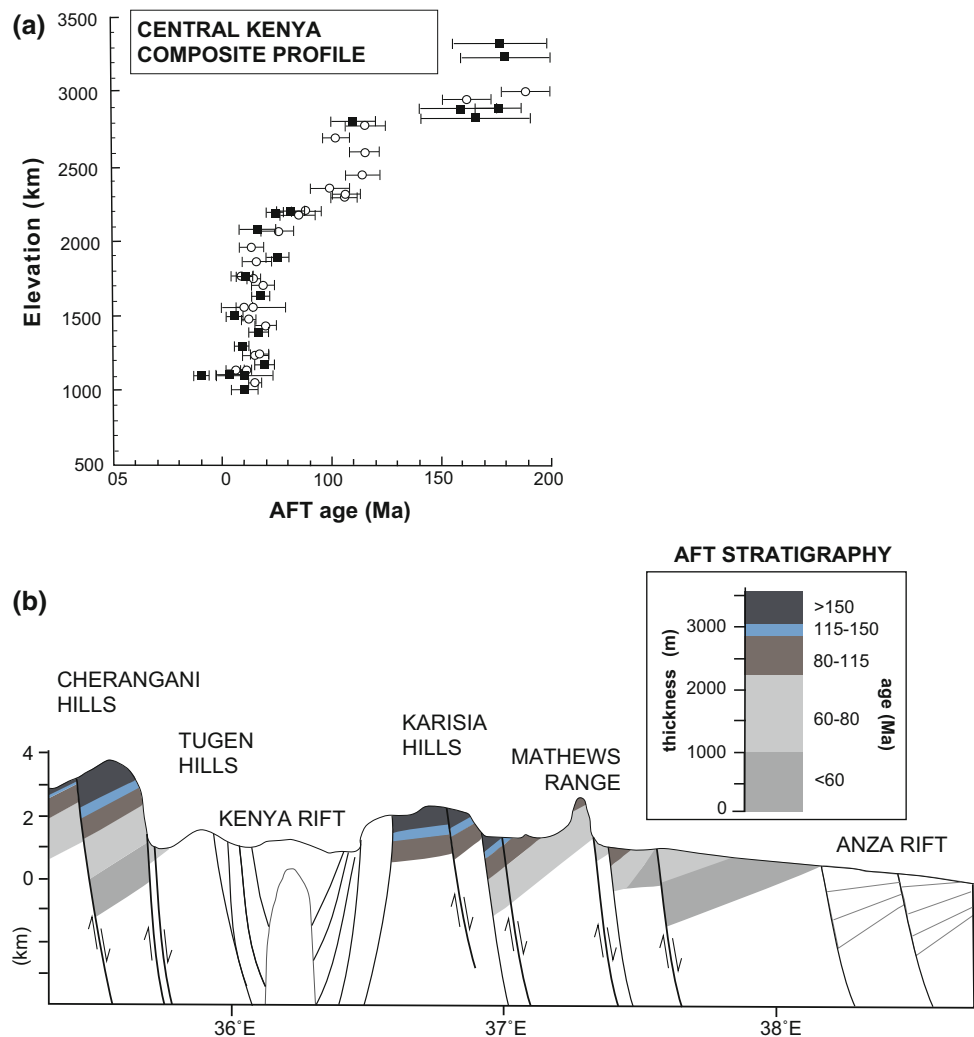 (a)
CENTRAL KENYA
COMPOSITE PROFILE
3500
3000
2500
2000
1500
1000
500
Elevation (km)
05 0 100 150 200
AFT age (Ma)
(b)
AFT STRATIGRAPHY
thickness (m)
3000
2000
1000
0
>150
115-150
80-115
60-80
<60
age (Ma)
CHERANGANI
HILLS
TUGEN
HILLS
KENYA RIFT
KARISIA
HILLS
MATHEWS
RANGE
ANZA RIFT
4
2
0
(km)
36˚E 37˚E 38˚E